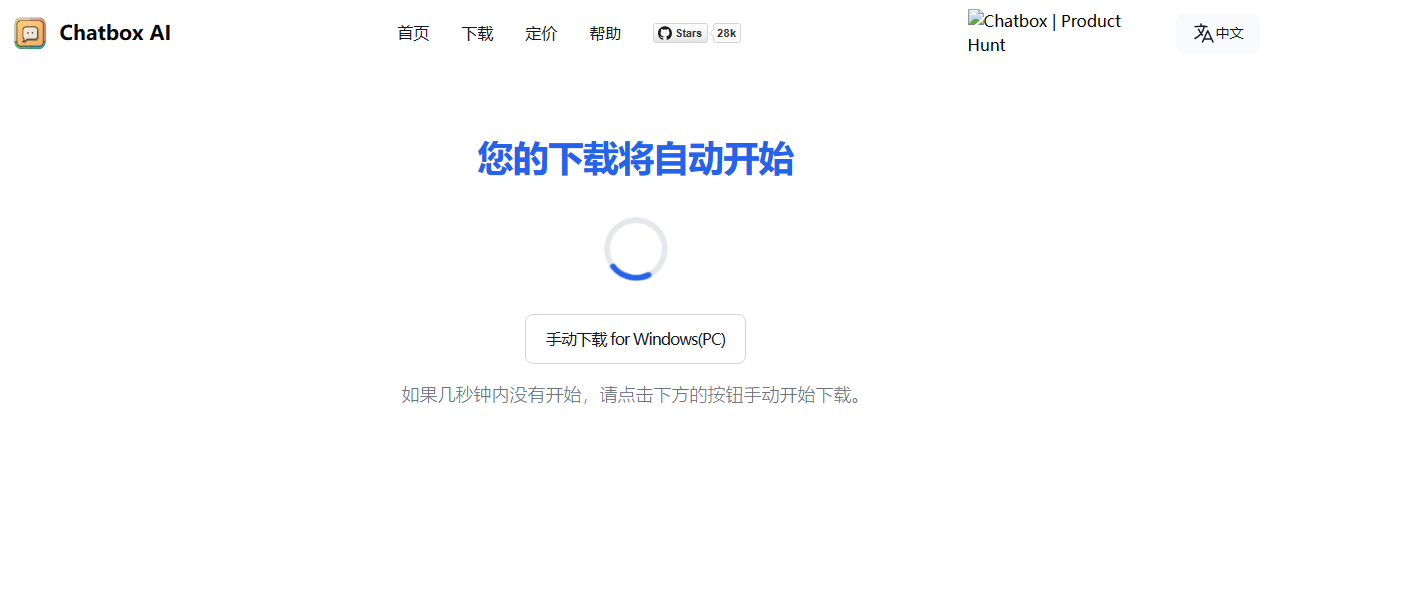 Chatbox AI
首页 下载 定价 帮助 Stars 28k
Chatbox | Product
Hunt
中文
您的下载将自动开始
手动下载 for Windows(PC)
如果几秒钟内没有开始，请点击下方的按钮手动开始下载。